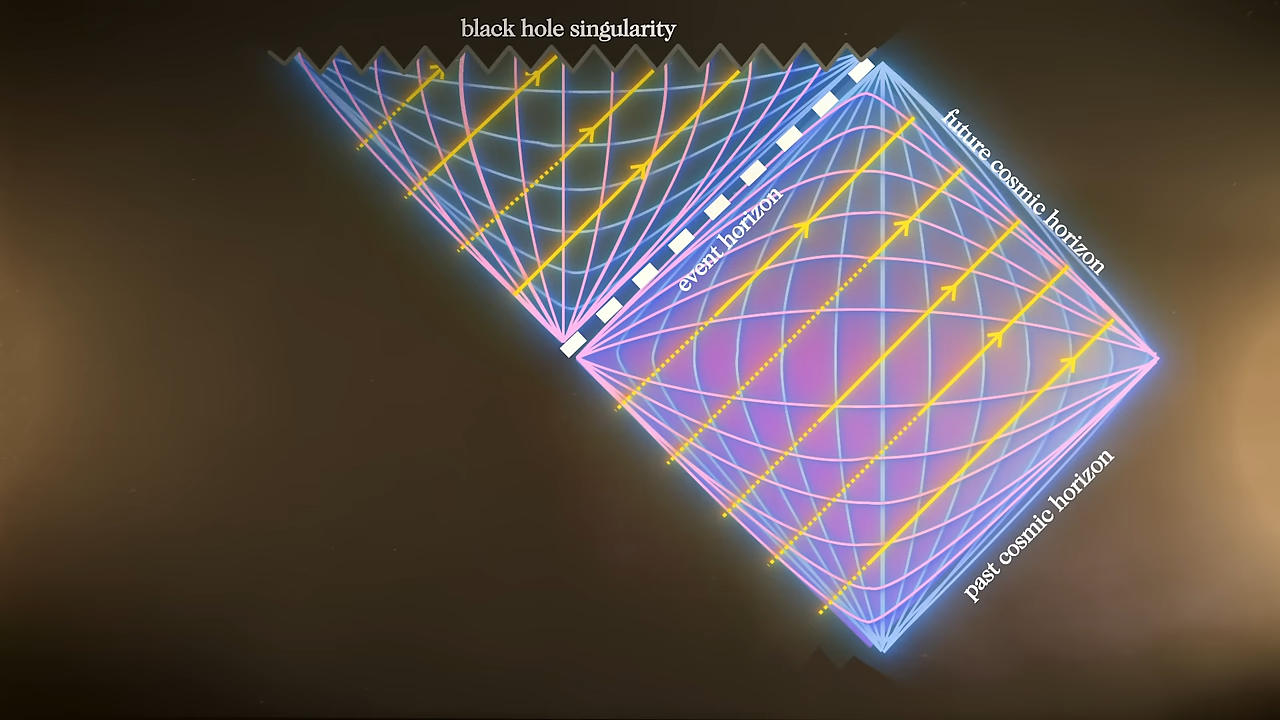 black hole singularity
future cosmic horizon
event horizon
past cosmic horizon